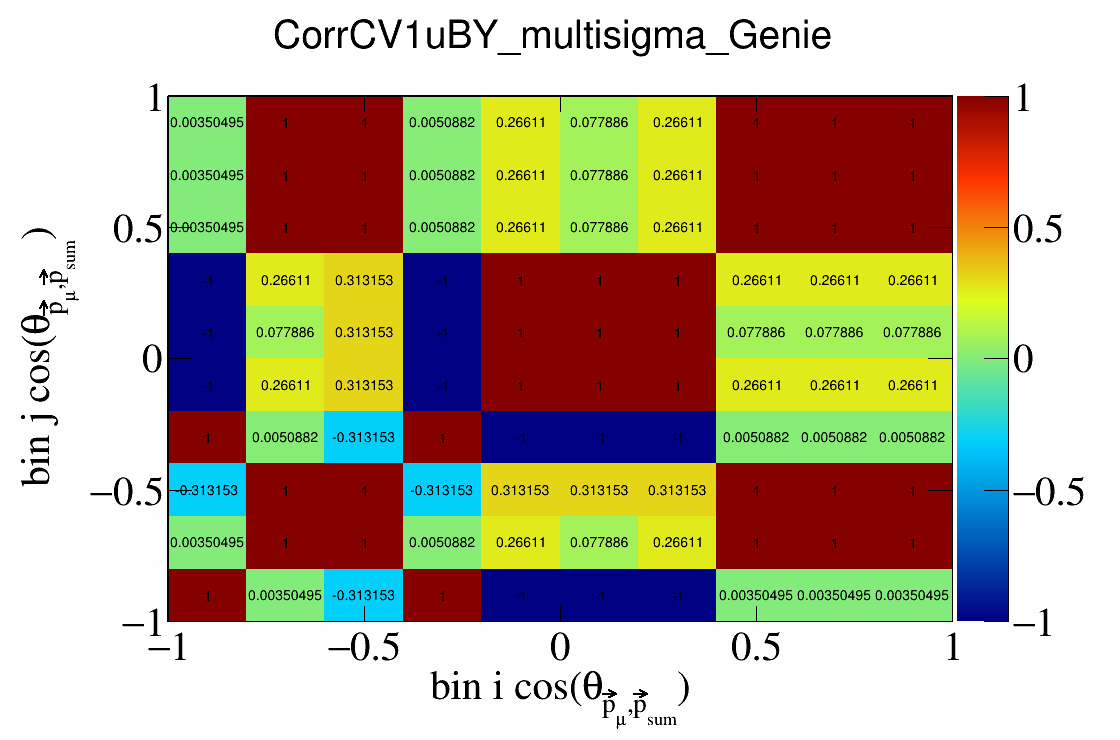 CorrCV1uBY_multisigma_Genie
1 0.00350495 1 1 0.0050882 0.26611 0.077886 0.26611 1 1 1 1
0.00350495 1 1 0.0050882 0.26611 0.077886 0.26611 1 1 1
0.5 0.00350495 1 1 0.0050882 0.26611 0.077886 0.26611 1 1 1 0.5
-1 0.26611 0.313153 -1 1 1 1 0.26611 0.26611 0.26611
0 -1 0.077886 0.313153 -1 1 1 1 0.077886 0.077886 0.077886 0
-1 0.26611 0.313153 -1 1 1 1 0.26611 0.26611 0.26611
1 0.0050882 -0.313153 1 -1 -1 -1 0.0050882 0.0050882 0.0050882
−0.5 -0.313153 1 1 -0.313153 0.313153 0.313153 0.313153 1 1 1 −0.5
0.00350495 1 1 0.0050882 0.26611 0.077886 0.26611 1 1 1
1 0.00350495 -0.313153 1 -1 -1 -1 0.00350495 0.00350495 0.00350495
−1 −1
−1 −0.5 0 0.5 1
bin i cos(θp⃗μ,p⃗sum)
bin j cos(θp⃗μ,p⃗sum)